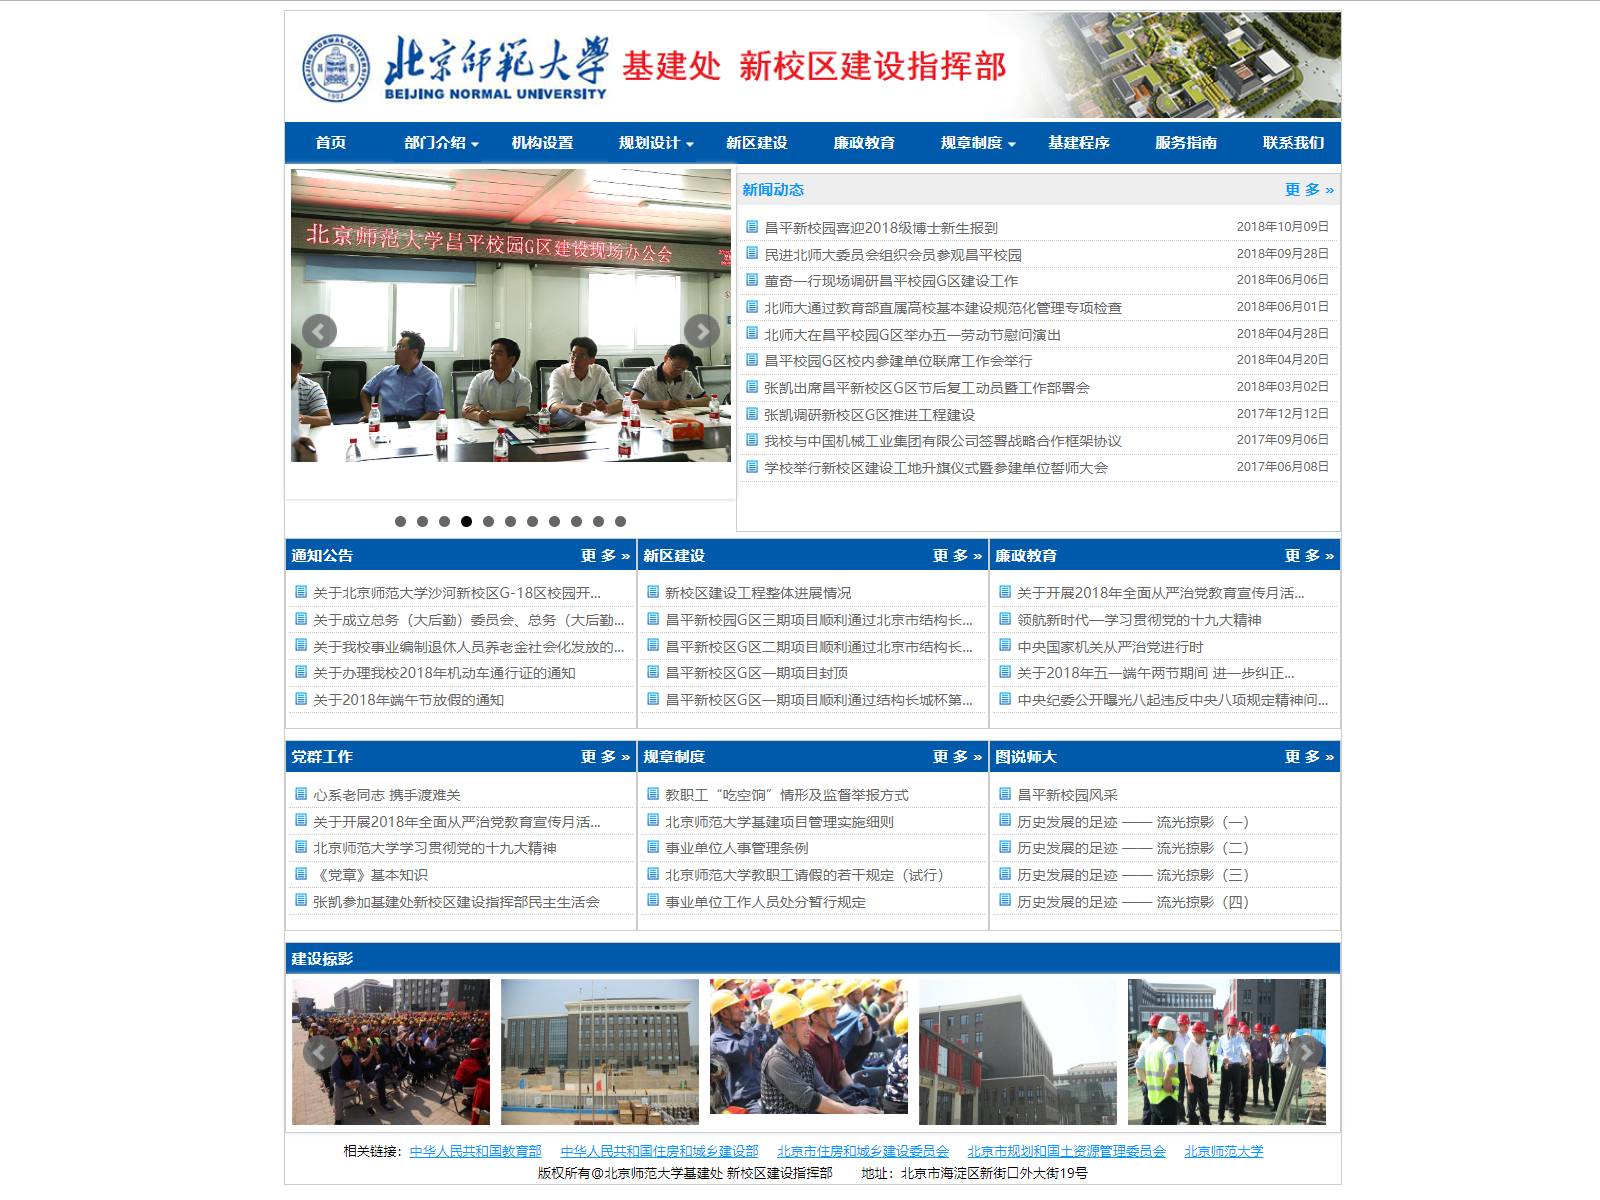 北京师范大学 基建处 新校区建设指挥部
BEIJING NORMAL UNIVERSITY
BEIJING NORMAL UNIVERSITY
1902
首页 部门介绍 机构设置 规划设计 新区建设 廉政教育 规章制度 基建程序 服务指南 联系我们
北京师范大学昌平校园G区建设现场办公会
新闻动态 更 多 »
昌平新校园喜迎2018级博士新生报到 2018年10月09日
民进北师大委员会组织会员参观昌平校园 2018年09月28日
董奇一行现场调研昌平校园G区建设工作 2018年06月06日
北师大通过教育部直属高校基本建设规范化管理专项检查 2018年06月01日
北师大在昌平校园G区举办五一劳动节慰问演出 2018年04月28日
昌平校园G区校内参建单位联席工作会举行 2018年04月20日
张凯出席昌平新校区G区节后复工动员暨工作部署会 2018年03月02日
张凯调研新校区G区推进工程建设 2017年12月12日
我校与中国机械工业集团有限公司签署战略合作框架协议 2017年09月06日
学校举行新校区建设工地升旗仪式暨参建单位誓师大会 2017年06月08日
通知公告 更 多 »
关于北京师范大学沙河新校区G-18区校园开...
关于成立总务（大后勤）委员会、总务（大后勤...
关于我校事业编制退休人员养老金社会化发放的...
关于办理我校2018年机动车通行证的通知
关于2018年端午节放假的通知
新区建设 更 多 »
新校区建设工程整体进展情况
昌平新校园G区三期项目顺利通过北京市结构长...
昌平新校区G区二期项目顺利通过北京市结构长...
昌平新校区G区一期项目封顶
昌平新校区G区一期项目顺利通过结构长城杯第...
廉政教育 更 多 »
关于开展2018年全面从严治党教育宣传月活...
领航新时代—学习贯彻党的十九大精神
中央国家机关从严治党进行时
关于2018年五一端午两节期间 进一步纠正...
中央纪委公开曝光八起违反中央八项规定精神问...
党群工作 更 多 »
心系老同志 携手渡难关
关于开展2018年全面从严治党教育宣传月活...
北京师范大学学习贯彻党的十九大精神
《党章》基本知识
张凯参加基建处新校区建设指挥部民主生活会
规章制度 更 多 »
教职工“吃空饷”情形及监督举报方式
北京师范大学基建项目管理实施细则
事业单位人事管理条例
北京师范大学教职工请假的若干规定（试行）
事业单位工作人员处分暂行规定
图说师大 更 多 »
昌平新校园风采
历史发展的足迹 —— 流光掠影（一）
历史发展的足迹 —— 流光掠影（二）
历史发展的足迹 —— 流光掠影（三）
历史发展的足迹 —— 流光掠影（四）
建设掠影
相关链接：中华人民共和国教育部 中华人民共和国住房和城乡建设部 北京市住房和城乡建设委员会 北京市规划和国土资源管理委员会 北京师范大学
版权所有@北京师范大学基建处 新校区建设指挥部 地址：北京市海淀区新街口外大街19号